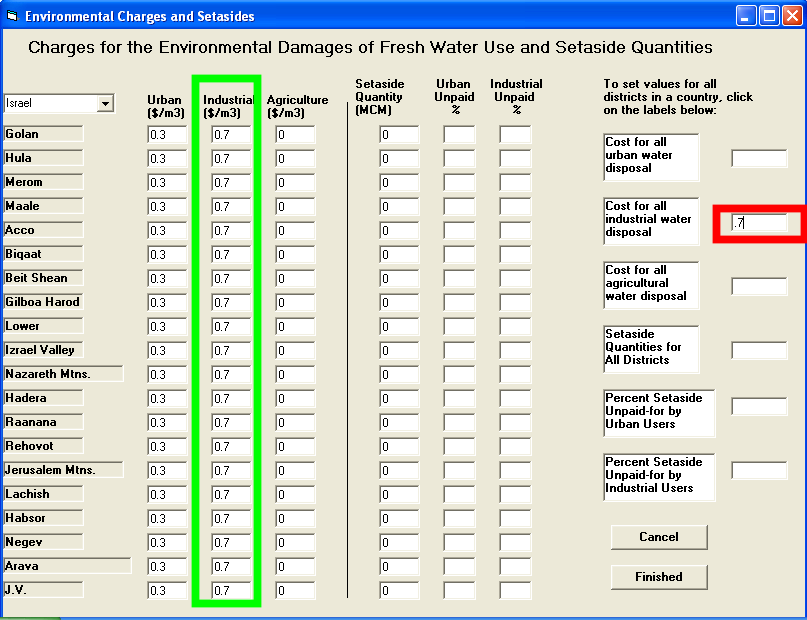 Environmental Charges and Setasides
Charges for the Environmental Damages of Fresh Water Use and Setaside Quantities
Israel
Urban
($/m3)
Industrial
($/m3)
Agriculture
($/m3)
Setaside
Quantity
(MCM)
Urban
Unpaid
%
Industrial
Unpaid
%
To set values for all
districts in a country, click
on the labels below:
Golan 0.3 0.7 0 0
Hula 0.3 0.7 0 0
Merom 0.3 0.7 0 0
Maale 0.3 0.7 0 0
Acco 0.3 0.7 0 0
Biqaat 0.3 0.7 0 0
Beit Shean 0.3 0.7 0 0
Gilboa Harod 0.3 0.7 0 0
Lower 0.3 0.7 0 0
Izrael Valley 0.3 0.7 0 0
Nazareth Mtns. 0.3 0.7 0 0
Hadera 0.3 0.7 0 0
Raanana 0.3 0.7 0 0
Rehovot 0.3 0.7 0 0
Jerusalem Mtns. 0.3 0.7 0 0
Lachish 0.3 0.7 0 0
Habsor 0.3 0.7 0 0
Negev 0.3 0.7 0 0
Arava 0.3 0.7 0 0
J.V. 0.3 0.7 0 0
Cost for all
urban water
disposal
Cost for all
industrial water
disposal
.7
Cost for all
agricultural
water disposal
Setaside
Quantities for
All Districts
Percent Setaside
Unpaid-for by
Urban Users
Percent Setaside
Unpaid-for by
Industrial Users
Cancel
Finished